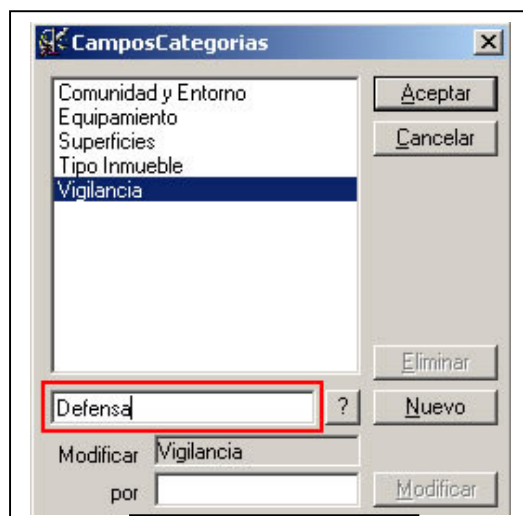 CamposCategorias
Comunidad y Entorno
Equipamiento
Superficies
Tipo Inmueble
Vigilancia
Aceptar
Cancelar
Eliminar
Defensa
?
Nuevo
Modificar Vigilancia
por
Modificar